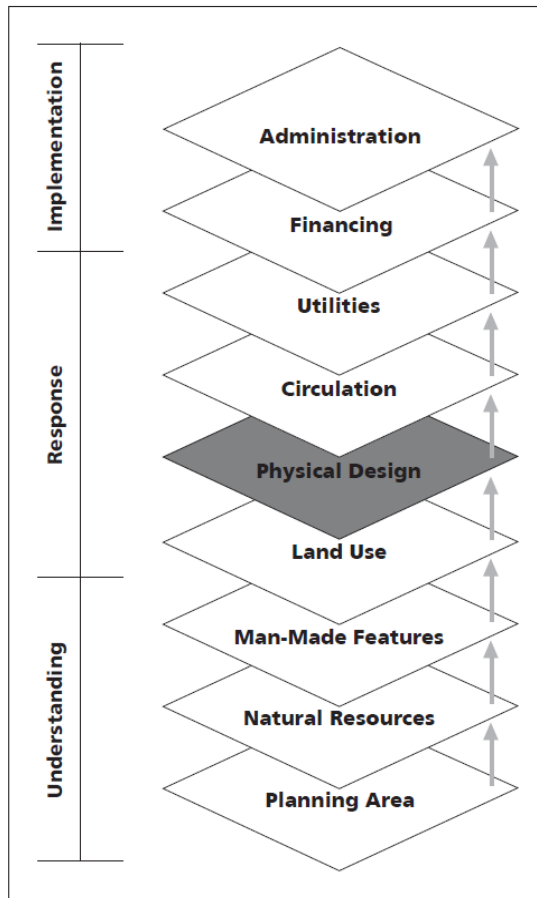 Implementation
Administration
Financing
Response
Utilities
Circulation
Physical Design
Land Use
Understanding
Man-Made Features
Natural Resources
Planning Area